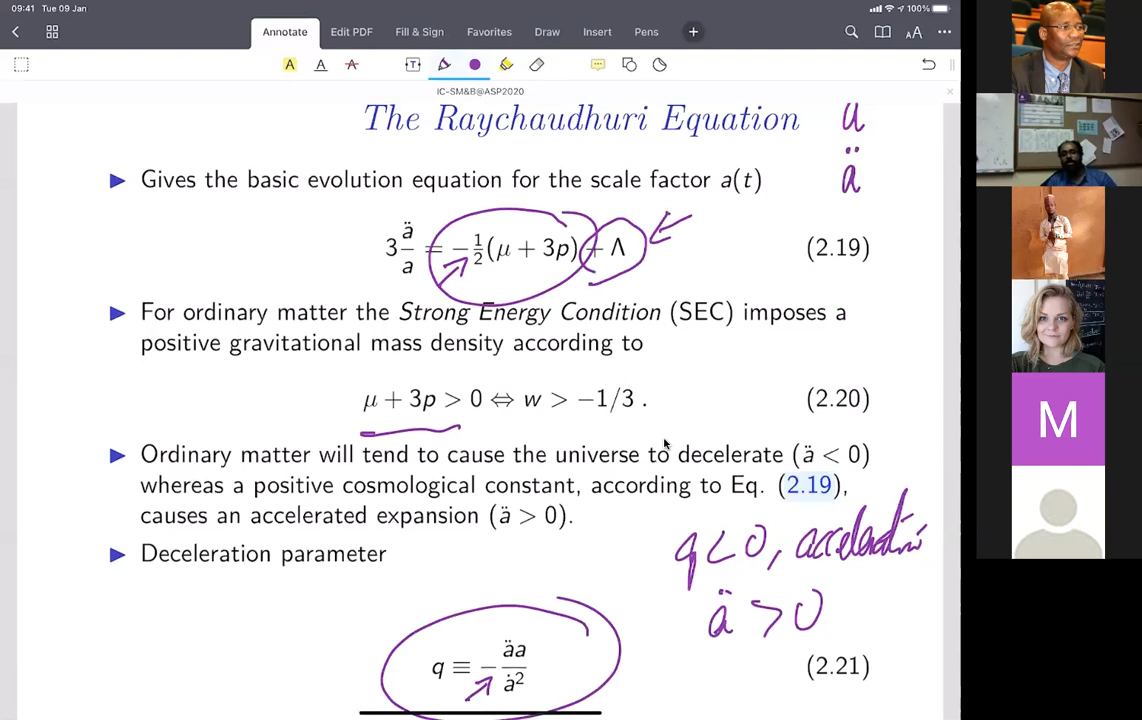 09:41 Tue 09 Jan
100%
Annotate Edit PDF Fill & Sign Favorites Draw Insert Pens
AA
A A A T
IC-SM&B@ASP2020
The Raychaudhuri Equation
a
ä
Gives the basic evolution equation for the scale factor a(t)
3 ä/a = −½(μ + 3p) + Λ (2.19)
For ordinary matter the Strong Energy Condition (SEC) imposes a
positive gravitational mass density according to
μ + 3p > 0 ⇔ w > −1/3 . (2.20)
Ordinary matter will tend to cause the universe to decelerate (ä < 0)
whereas a positive cosmological constant, according to Eq. (2.19),
causes an accelerated expansion (ä > 0).
q < 0, acceleration
Deceleration parameter
ä > 0
q ≡ − äa/ȧ² (2.21)
M